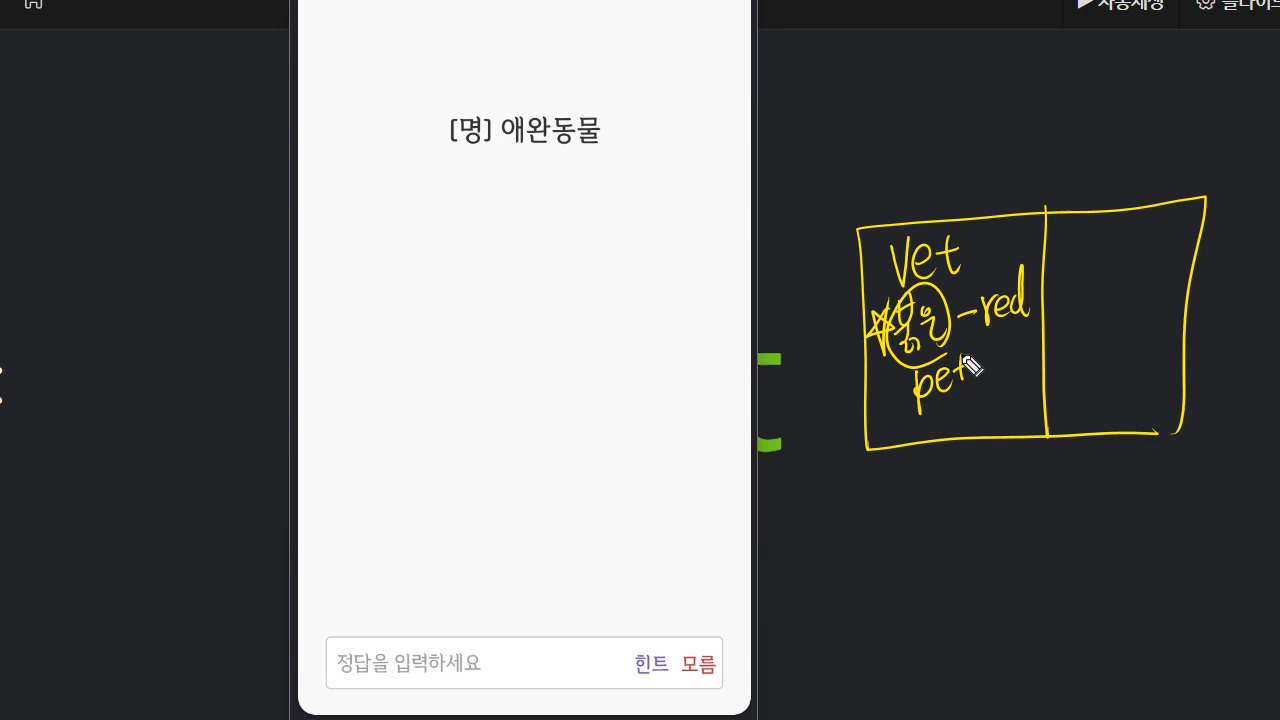 [명] 애완동물
vet
붉은 - red
pet
정답을 입력하세요 힌트 모름